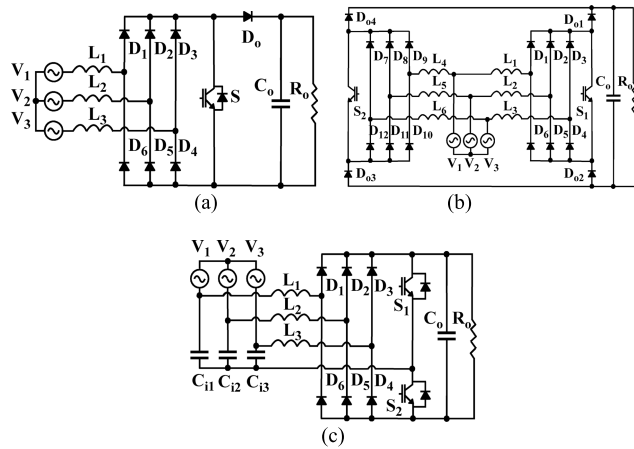 V1
V2
V3
L1
L2
L3
D1 D2 D3
D6 D5 D4
S
Do
Co
Ro
(a)
Do4
D7 D8 D9
L4
L1
D1 D2 D3
Do1
S2
L5
L2
S1
Co
L6
L3
D12 D11 D10
V1 V2 V3
D6 D5 D4
Do3
Do2
(b)
V1 V2 V3
L1
L2
L3
D1 D2 D3
S1
Co
Ro
Ci1 Ci2 Ci3
D6 D5 D4
S2
(c)